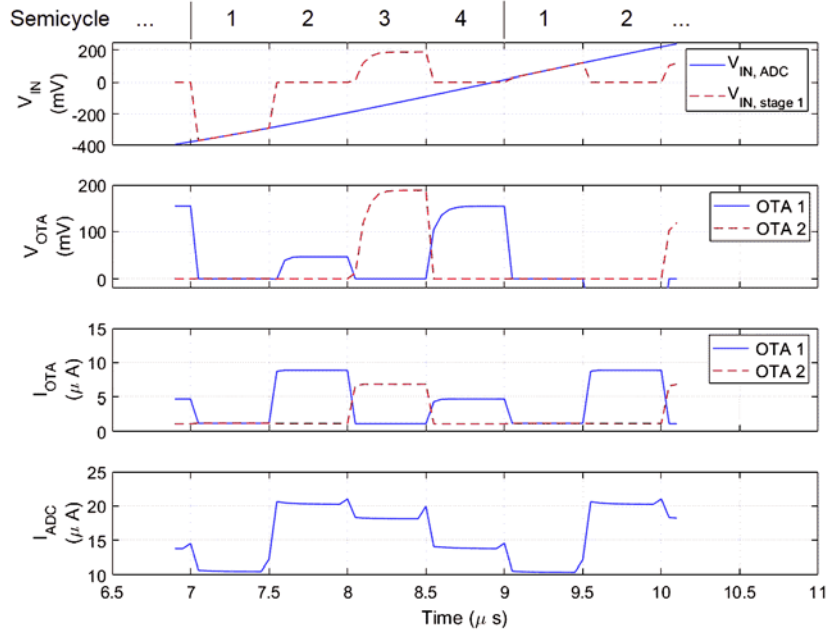 Semicycle ... 1 2 3 4 1 2 ...
200
0
-200
-400
V_IN
(mV)
V_IN, ADC
V_IN, stage 1
200
100
0
V_OTA
(mV)
OTA 1
OTA 2
15
10
5
0
I_OTA
(μ A)
OTA 1
OTA 2
25
20
15
10
I_ADC
(μ A)
6.5 7 7.5 8 8.5 9 9.5 10 10.5 11
Time (μ s)